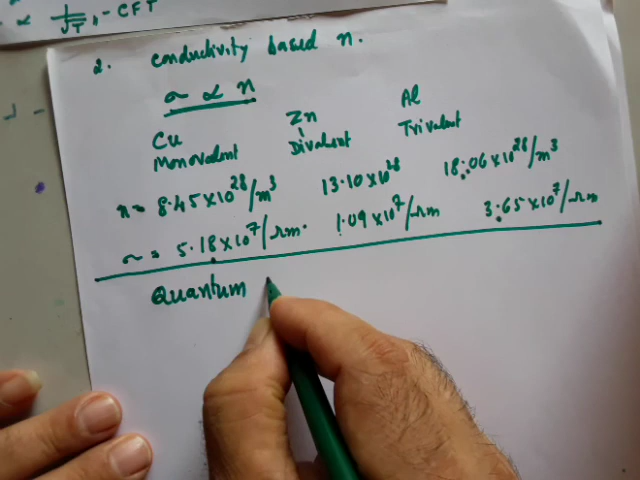 ∝ 1/√T, - CFT
2. Conductivity based n.
σ ∝ n
Cu Zn Al
Monovalent Divalent Trivalent
n = 8.45×10^28/m^3 13.10×10^28 18.06×10^28/m^3
σ = 5.18×10^7/Ωm. 1.09×10^7/Ωm 3.65×10^7/Ωm
Quantum